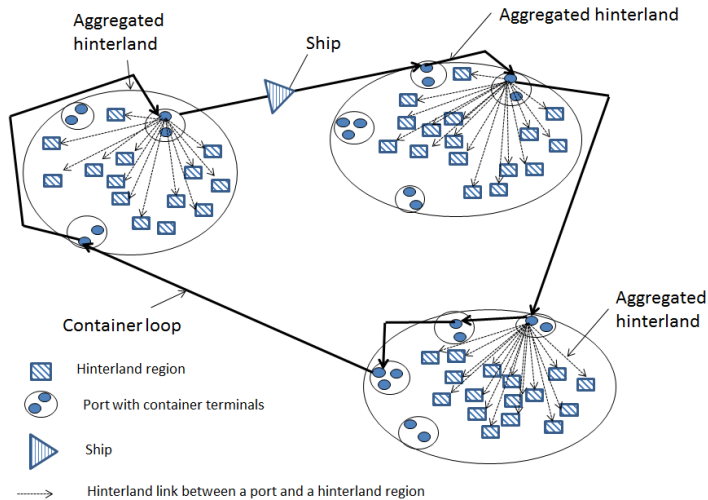 Aggregated
hinterland
Ship
Aggregated hinterland
Aggregated
hinterland
Container loop
Hinterland region
Port with container terminals
Ship
Hinterland link between a port and a hinterland region